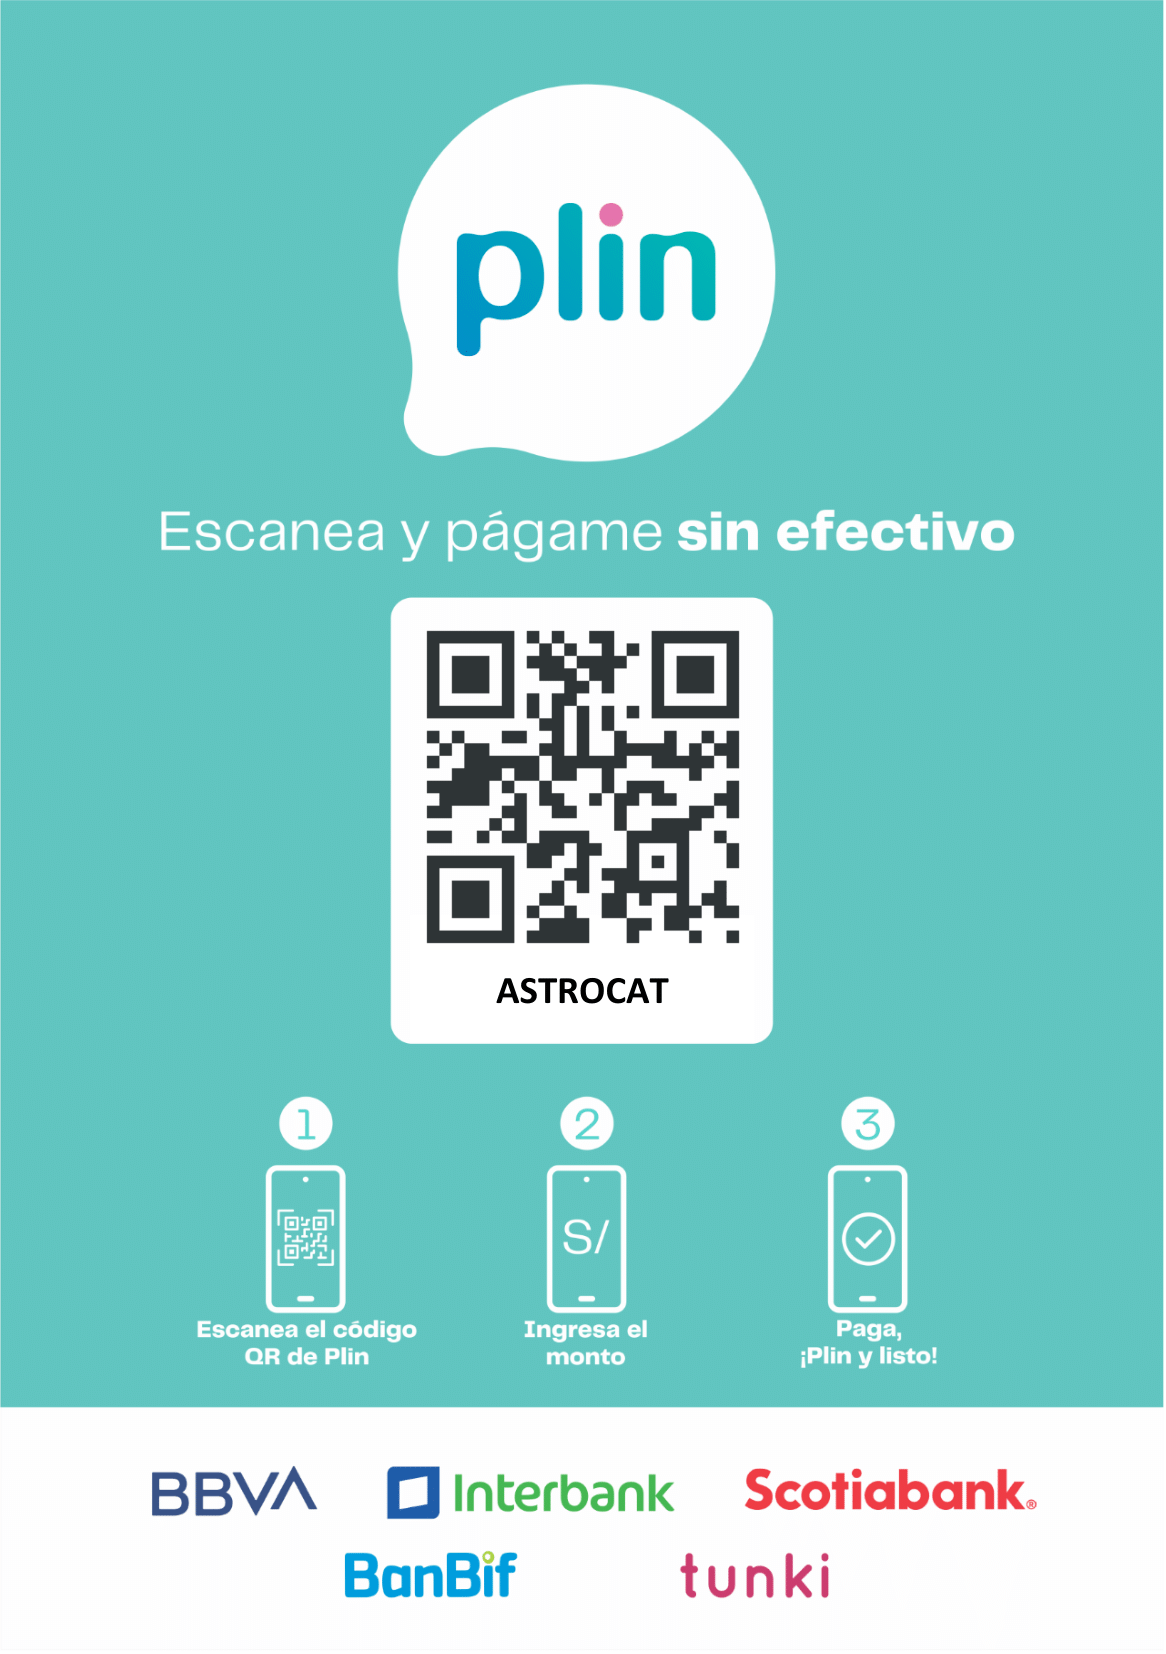 plin
Escanea y págame sin efectivo
ASTROCAT
1 2 3
S/
Escanea el código
QR de Plin
Ingresa el
monto
Paga,
¡Plin y listo!
BBVA Interbank Scotiabank®
BanBif tunki